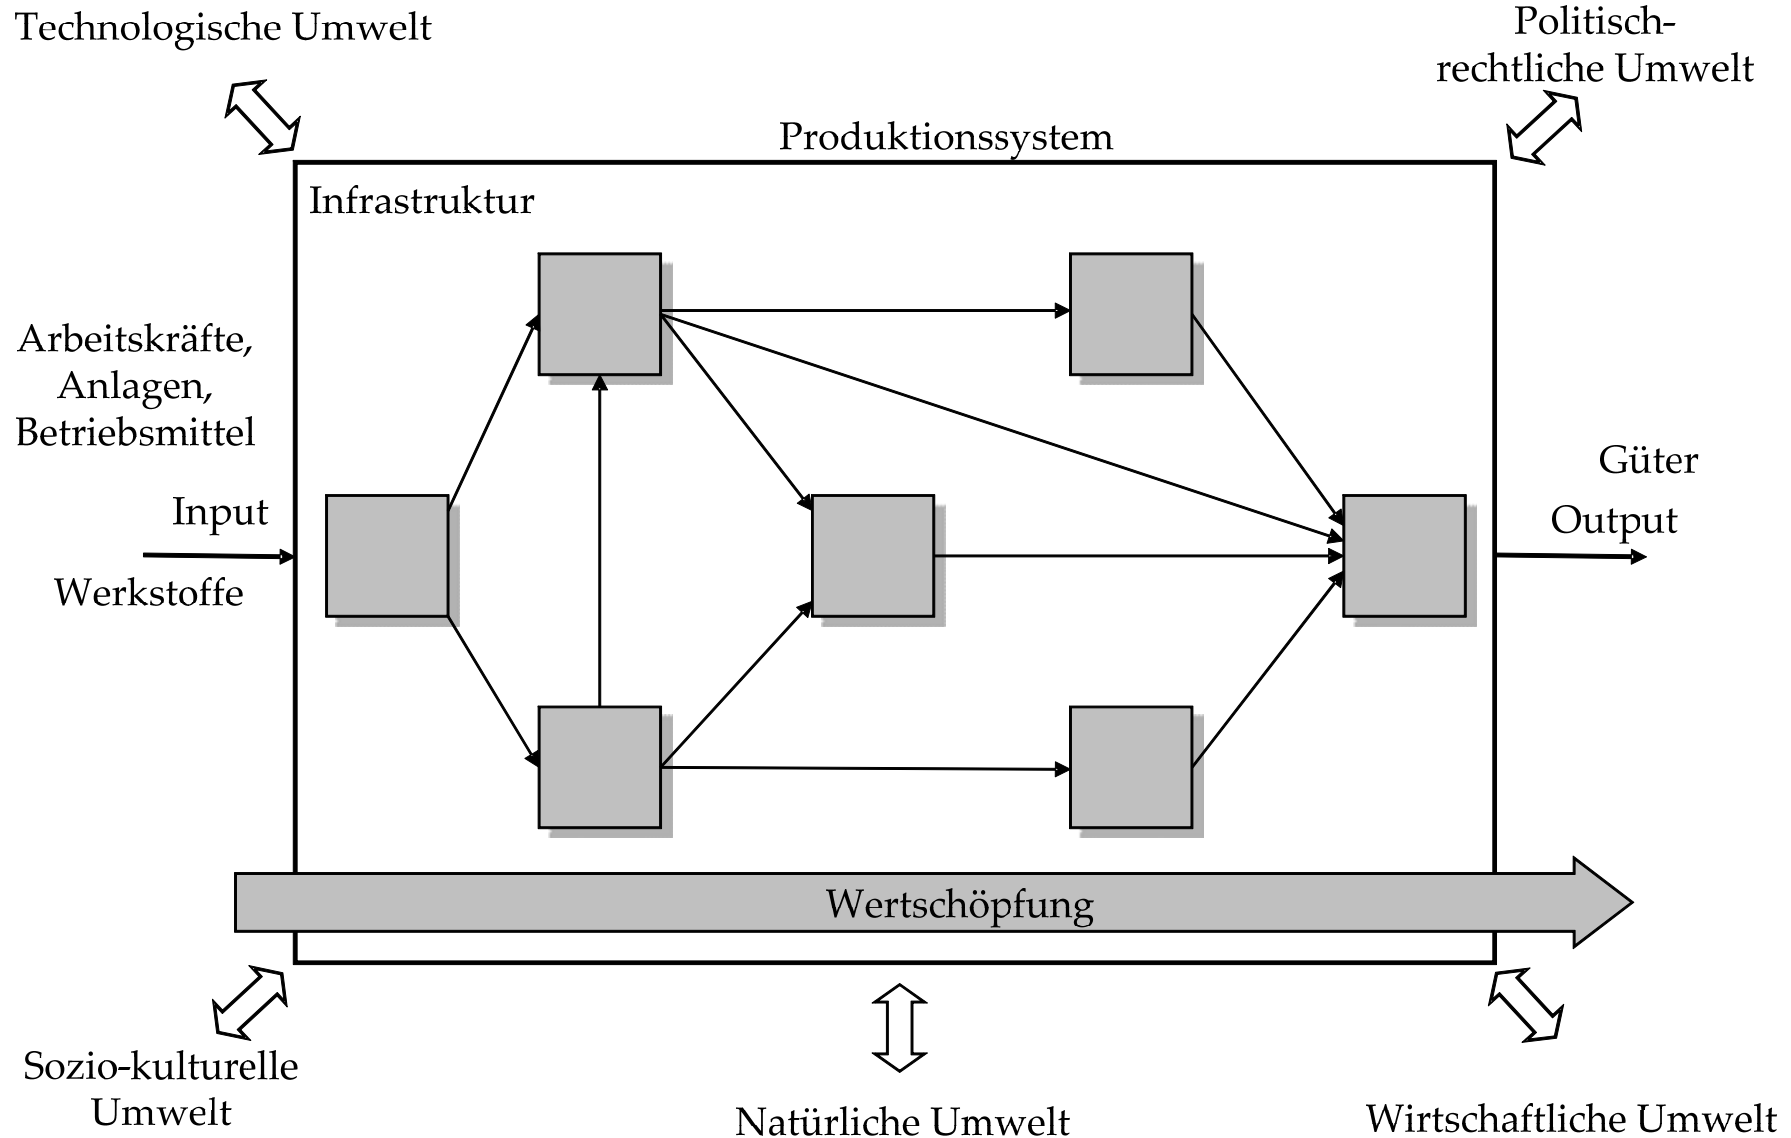 Technologische Umwelt
Politisch-
rechtliche Umwelt
Produktionssystem
Infrastruktur
Arbeitskräfte,
Anlagen,
Betriebsmittel
Input
Werkstoffe
Güter
Output
Wertschöpfung
Sozio-kulturelle
Umwelt
Natürliche Umwelt
Wirtschaftliche Umwelt